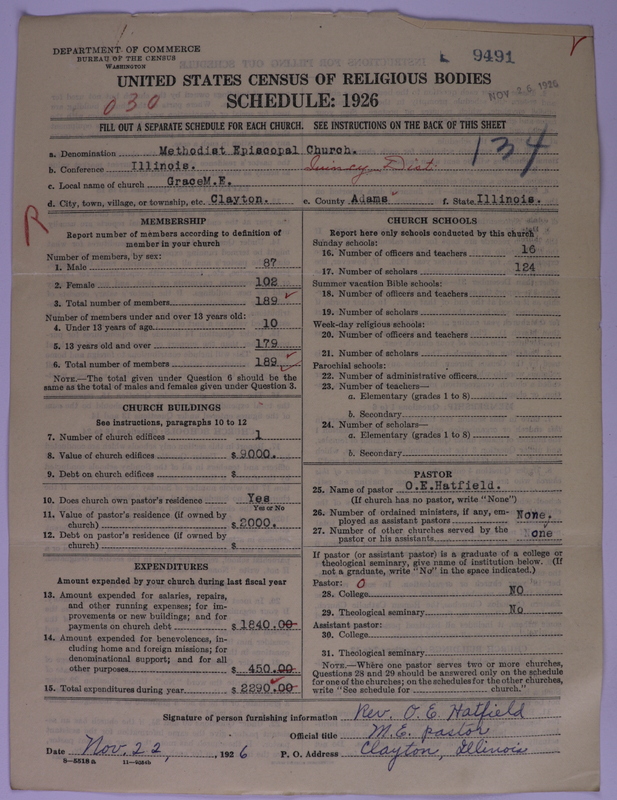 DEPARTMENT OF COMMERCE
BUREAU OF THE CENSUS
WASHINGTON
9491
NOV 26 1926
UNITED STATES CENSUS OF RELIGIOUS BODIES
030
SCHEDULE: 1926
FILL OUT A SEPARATE SCHEDULE FOR EACH CHURCH. SEE INSTRUCTIONS ON THE BACK OF THIS SHEET
134
a. Denomination Methodist Episcopal Church.
b. Conference Illinois. Quincy Dist.
c. Local name of church GraceM.E.
d. City, town, village, or township, etc. Clayton. e. County Adams f. State Illinois.
R
MEMBERSHIP
Report number of members according to definition of member in your church
Number of members, by sex:
1. Male 87
2. Female 102
3. Total number of members 189
Number of members under and over 13 years old:
4. Under 13 years of age 10
5. 13 years old and over 179
6. Total number of members 189
NOTE.—The total given under Question 6 should be the
same as the total of males and females given under Question 3.
CHURCH BUILDINGS
See instructions, paragraphs 10 to 12
7. Number of church edifices 1
8. Value of church edifices $ 9000.
9. Debt on church edifices $
10. Does church own pastor's residence Yes
Yes or No
11. Value of pastor's residence (if owned by
church) $ 2000.
12. Debt on pastor's residence (if owned by
church) $
EXPENDITURES
Amount expended by your church during last fiscal year
13. Amount expended for salaries, repairs,
and other running expenses; for im-
provements or new buildings; and for
payments on church debt $ 1840.00
14. Amount expended for benevolences, in-
cluding home and foreign missions; for
denominational support; and for all
other purposes $ 450.00
15. Total expenditures during year $ 2290.00
CHURCH SCHOOLS
Report here only schools conducted by this church
Sunday schools:
16. Number of officers and teachers 16
17. Number of scholars 124
Summer vacation Bible schools:
18. Number of officers and teachers
19. Number of scholars
Week-day religious schools:
20. Number of officers and teachers
21. Number of scholars
Parochial schools:
22. Number of administrative officers
23. Number of teachers—
a. Elementary (grades 1 to 8)
b. Secondary
24. Number of scholars—
a. Elementary (grades 1 to 8)
b. Secondary
PASTOR
25. Name of pastor O.E.Hatfield.
(If church has no pastor, write "None")
26. Number of ordained ministers, if any, em-
ployed as assistant pastors None.
27. Number of other churches served by the
pastor or his assistants None
If pastor (or assistant pastor) is a graduate of a college or
theological seminary, give name of institution below. (If
not a graduate, write "No" in the space indicated.)
Pastor: 0
28. College NO
29. Theological seminary No
Assistant pastor:
30. College
31. Theological seminary
NOTE.—Where one pastor serves two or more churches,
Questions 28 and 29 should be answered only on the schedule
for one of the churches; on the schedules for the other churches,
write "See schedule for church."
Signature of person furnishing information Rev. O. E. Hatfield
Official title M.E. pastor
Date Nov. 22, 1926 P. O. Address Clayton, Illinois